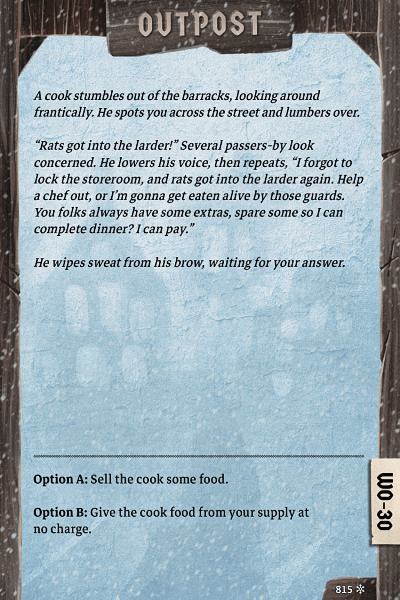 OUTPOST
A cook stumbles out of the barracks, looking around
frantically. He spots you across the street and lumbers over.
“Rats got into the larder!” Several passers-by look
concerned. He lowers his voice, then repeats, “I forgot to
lock the storeroom, and rats got into the larder again. Help
a chef out, or I’m gonna get eaten alive by those guards.
You folks always have some extras, spare some so I can
complete dinner? I can pay.”
He wipes sweat from his brow, waiting for your answer.
Option A: Sell the cook some food.
Option B: Give the cook food from your supply at
no charge.
WO-30
815